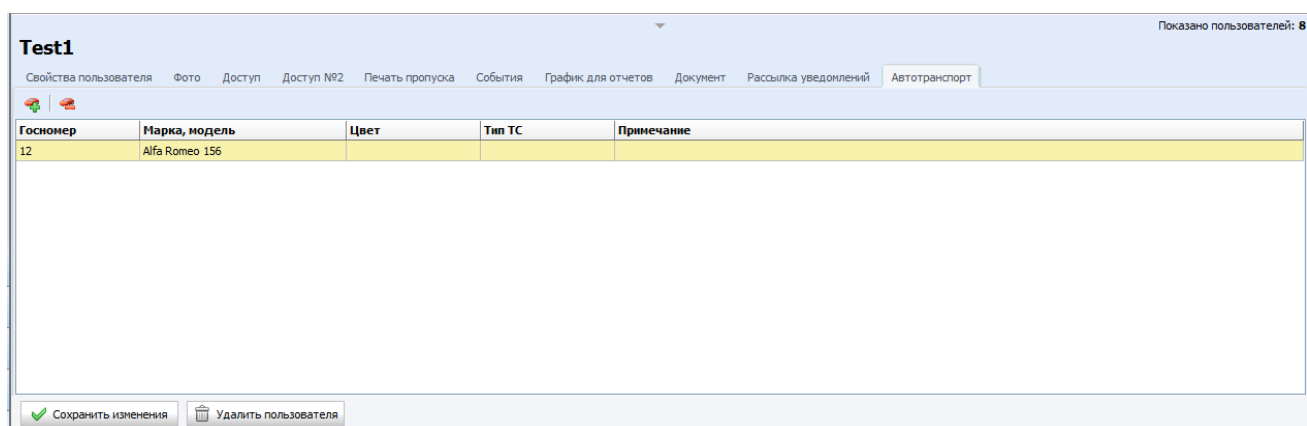 Показано пользователей: 8
Test1
Свойства пользователя Фото Доступ Доступ №2 Печать пропуска События График для отчетов Документ Рассылка уведомлений Автотранспорт
Госномер Марка, модель Цвет Тип ТС Примечание
12 Alfa Romeo 156
Сохранить изменения Удалить пользователя